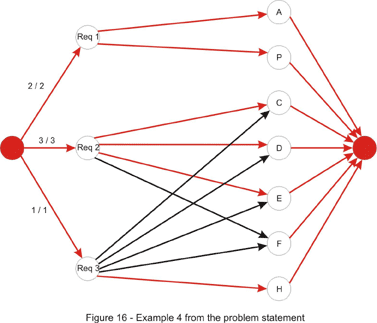 A
Req 1
P
2 / 2
C
3 / 3
Req 2
D
E
1 / 1
F
Req 3
H
Figure 16 - Example 4 from the problem statement